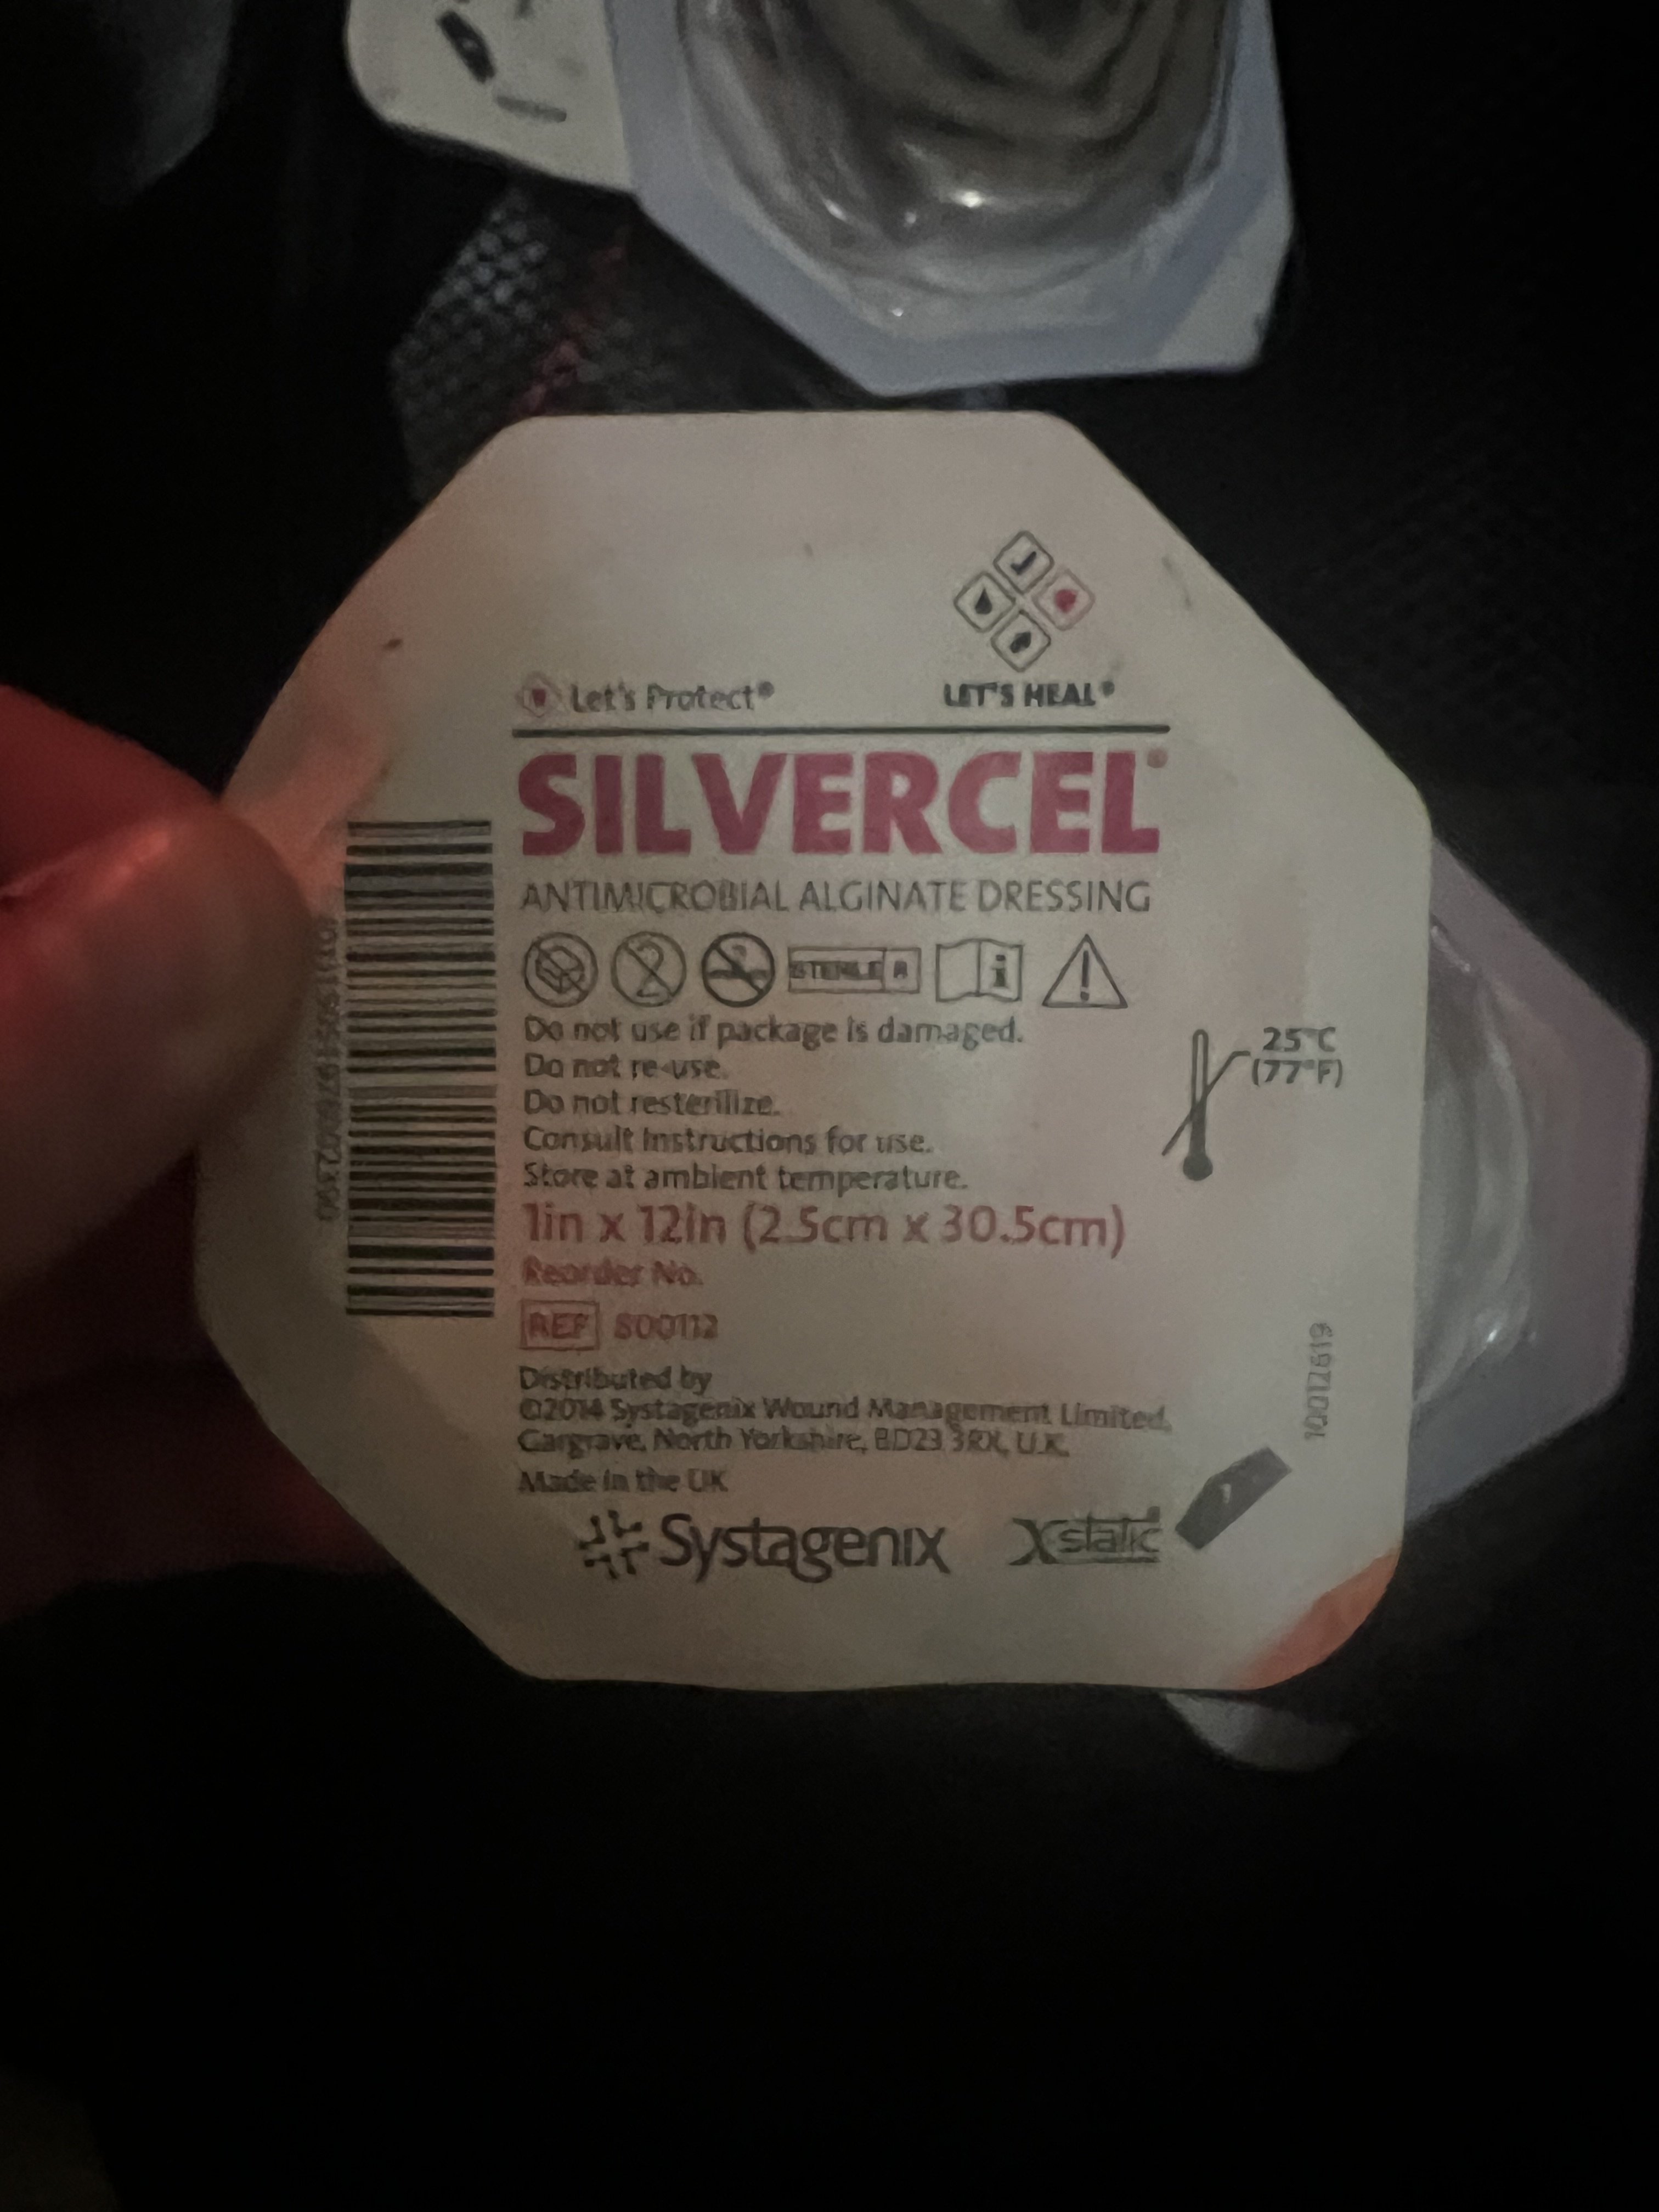 Let's Protect®
LET'S HEAL®
SILVERCEL®
ANTIMICROBIAL ALGINATE DRESSING
2
STERILE R
i
!
Do not use if package is damaged.
Do not re-use.
Do not resterilize.
Consult Instructions for use.
Store at ambient temperature.
25°C
(77°F)
1in x 12in (2.5cm x 30.5cm)
Reorder No.
REF 800112
Distributed by
©2014 Systagenix Wound Management Limited,
Gargrave, North Yorkshire, BD23 3RX, U.K.
Made in the UK
Systagenix
Xstatic
10012619